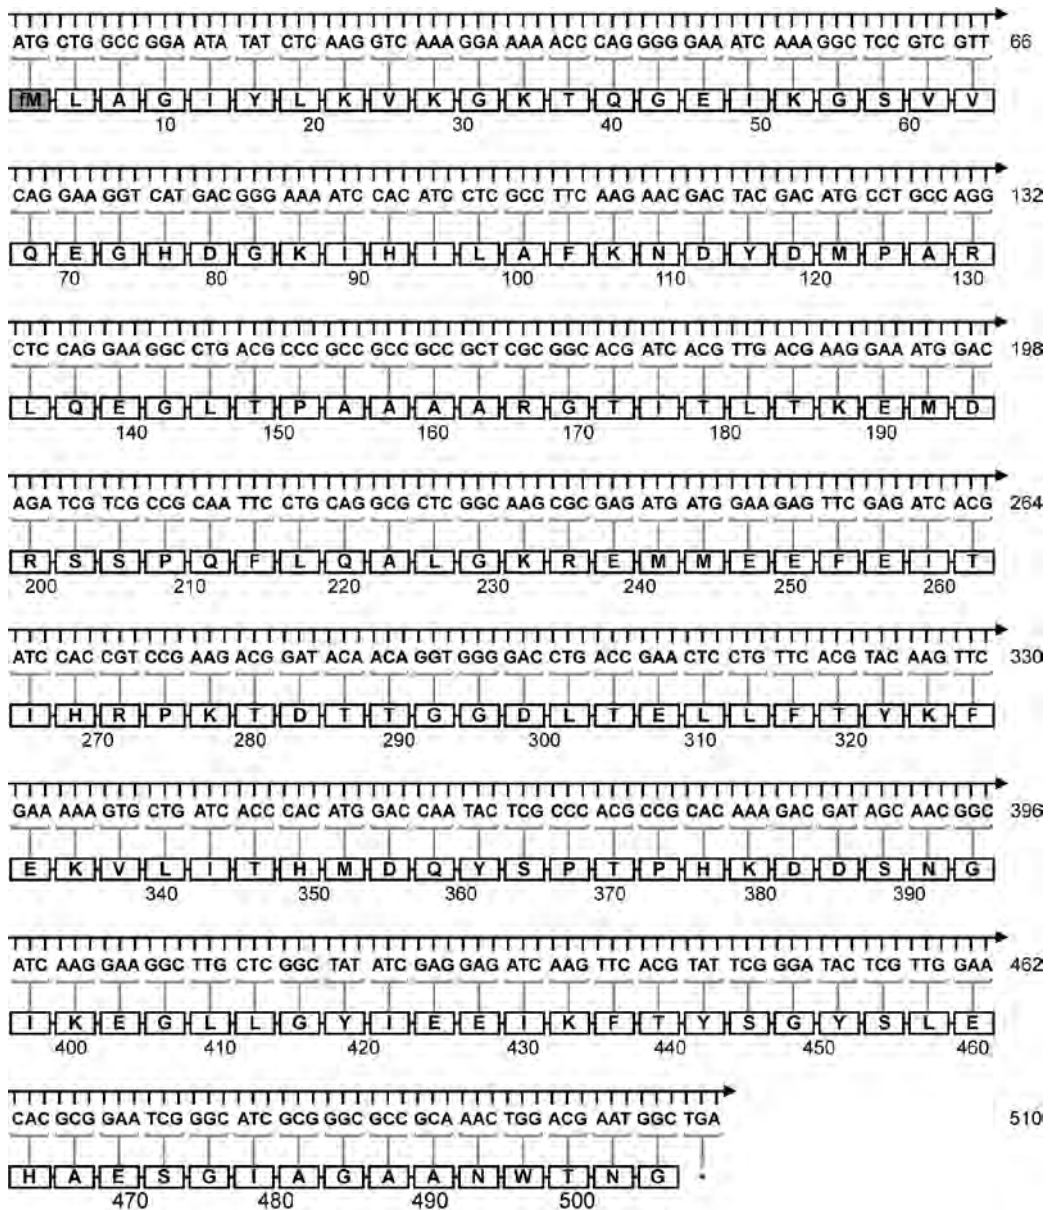 ATG CTG GCC GGA ATA TAT CTC AAG GTC AAA GGA AAA ACC CAG GGG GAA ATC AAA GGC TCC GTC GTT 66
fM L A G I Y L K V K G K T Q G E I K G S V V
10 20 30 40 50 60
CAG GAA GGT CAT GAC GGG AAA ATC CAC ATC CTC GCC TTC AAG AAC GAC TAC GAC ATG CCT GCC AGG 132
Q E G H D G K I H I L A F K N D Y D M P A R
70 80 90 100 110 120 130
CTC CAG GAA GGC CTG ACG CCC GCC GCC GCC GCT CGC GGC ACG ATC ACG TTG ACG AAG GAA ATG GAC 198
L Q E G L T P A A A A R G T I T L T K E M D
140 150 160 170 180 190
AGA TCG TCG CCG CAA TTC CTG CAG GCG CTC GGC AAG CGC GAG ATG ATG GAA GAG TTC GAG ATC ACG 264
R S S P Q F L Q A L G K R E M M E E F E I T
200 210 220 230 240 250 260
ATC CAC CGT CCG AAG ACG GAT ACA ACA GGT GGG GAC CTG ACC GAA CTC CTG TTC ACG TAC AAG TTC 330
I H R P K T D T T G G D L T E L L F T Y K F
270 280 290 300 310 320
GAA AAA GTG CTG ATC ACC CAC ATG GAC CAA TAC TCG CCC ACG CCG CAC AAA GAC GAT AGC AAC GGC 396
E K V L I T H M D Q Y S P T P H K D D S N G
340 350 360 370 380 390
ATC AAG GAA GGC TTG CTC GGC TAT ATC GAG GAG ATC AAG TTC ACG TAT TCG GGA TAC TCG TTG GAA 462
I K E G L L G Y I E E I K F T Y S G Y S L E
400 410 420 430 440 450 460
CAC GCG GAA TCG GGC ATC GCG GGC GCC GCA AAC TGG ACG AAT GGC TGA 510
H A E S G I A G A A N W T N G *
470 480 490 500